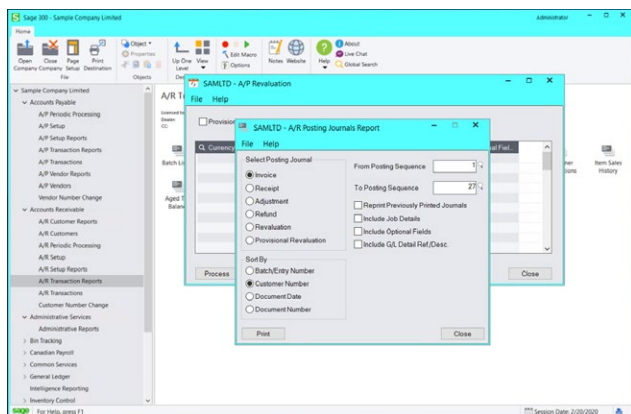 Sage 300 - Sample Company Limited
Administrator
Home
Open Company
Close Company
Page Setup
Print Destination
File
Object
Properties
Objects
Up One Level
View
Edit Macro
Options
Notes
Website
Help
About
Live Chat
Global Search
Sample Company Limited
Accounts Payable
A/P Periodic Processing
A/P Setup
A/P Setup Reports
A/P Transaction Reports
A/P Transactions
A/P Vendor Reports
A/P Vendors
Vendor Number Change
Accounts Receivable
A/R Customer Reports
A/R Customers
A/R Periodic Processing
A/R Setup
A/R Setup Reports
A/R Transaction Reports
A/R Transactions
Customer Number Change
Administrative Services
Administrative Reports
Bin Tracking
Canadian Payroll
Common Services
General Ledger
Intelligence Reporting
Inventory Control
A/R
Batch
Aged
Item Sales History
SAMLTD - A/P Revaluation
File Help
Currency
Process
Close
SAMLTD - A/R Posting Journals Report
File Help
Select Posting Journal
Invoice
Receipt
Adjustment
Refund
Revaluation
Provisional Revaluation
Sort By
Batch/Entry Number
Customer Number
Document Date
Document Number
From Posting Sequence 1
To Posting Sequence 27
Reprint Previously Printed Journals
Include Job Details
Include Optional Fields
Include G/L Detail Ref./Desc.
Print
Close
sage For Help, press F1
Session Date: 2/20/2020